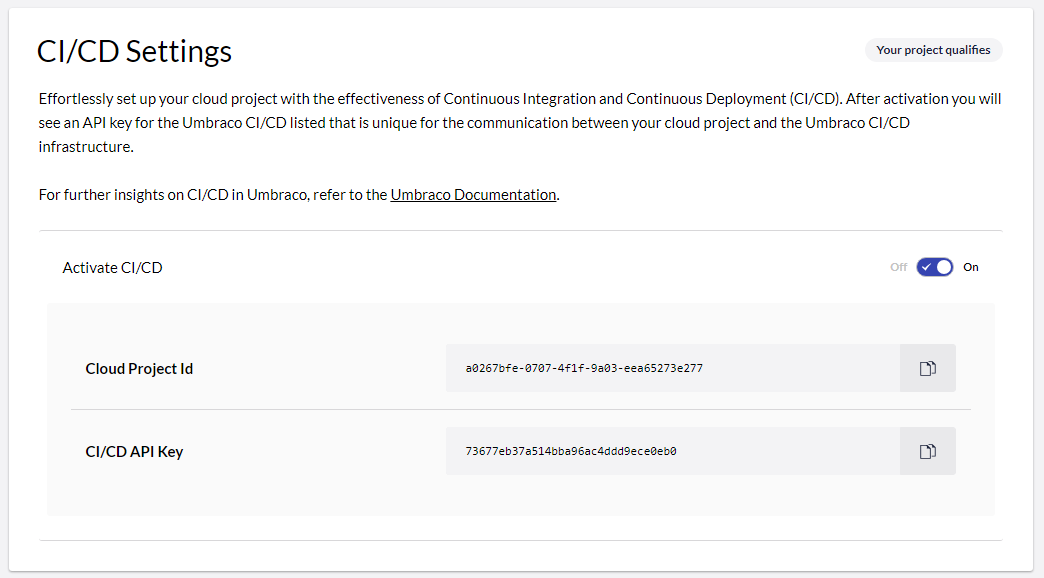 CI/CD Settings
Your project qualifies
Effortlessly set up your cloud project with the effectiveness of Continuous Integration and Continuous Deployment (CI/CD). After activation you will
see an API key for the Umbraco CI/CD listed that is unique for the communication between your cloud project and the Umbraco CI/CD
infrastructure.
For further insights on CI/CD in Umbraco, refer to the Umbraco Documentation.
Activate CI/CD
Off On
Cloud Project Id
a0267bfe-0707-4f1f-9a03-eea65273e277
CI/CD API Key
73677eb37a514bba96ac4ddd9ece0eb0